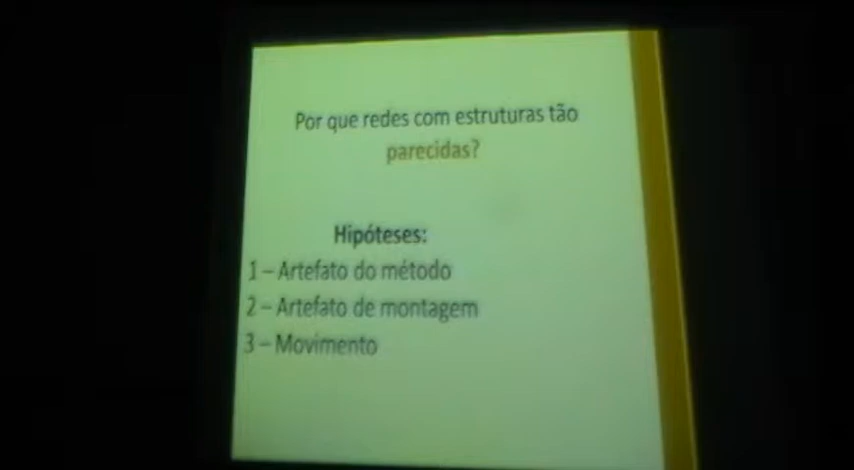 Por que redes com estruturas tão
parecidas?
Hipóteses:
1 – Artefato do método
2 – Artefato de montagem
3 – Movimento